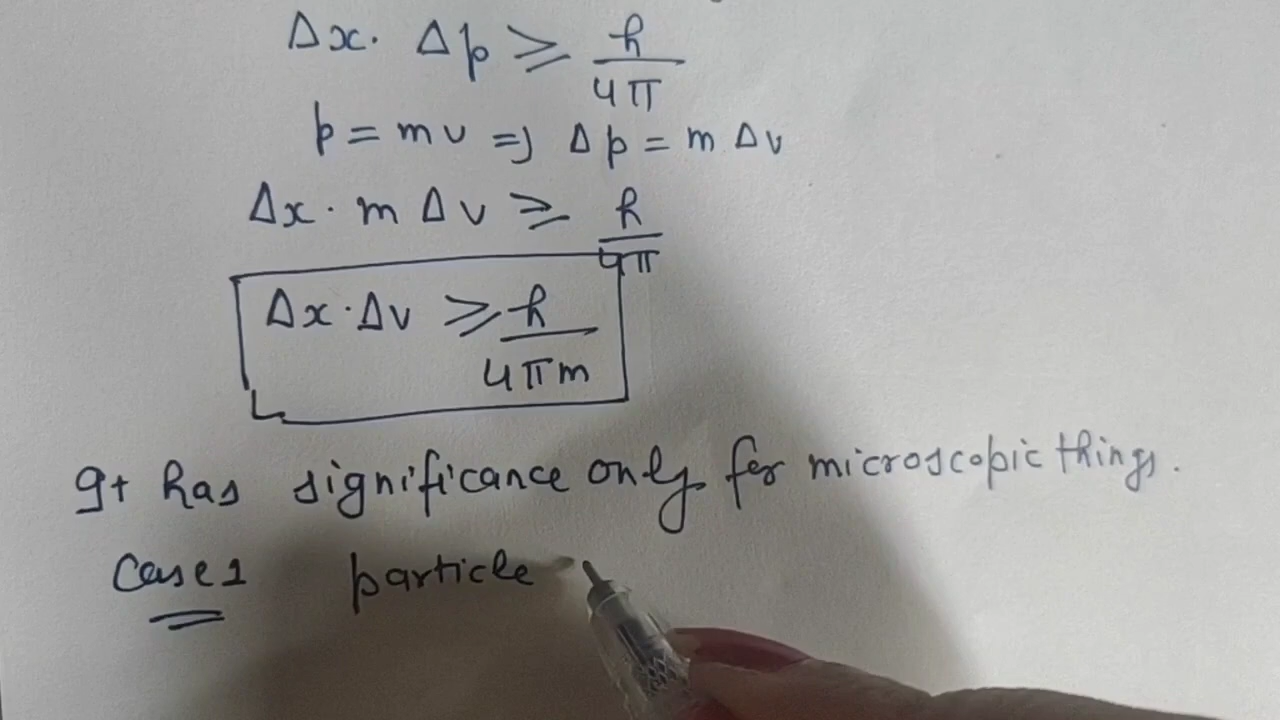 Δx. Δp ⩾ h/4π
p = mv ⇒ Δp = m Δv
Δx · m Δv ⩾ h/4π
Δx · Δv ⩾ h/4πm
It has significance only for microscopic things.
Case 1 particle